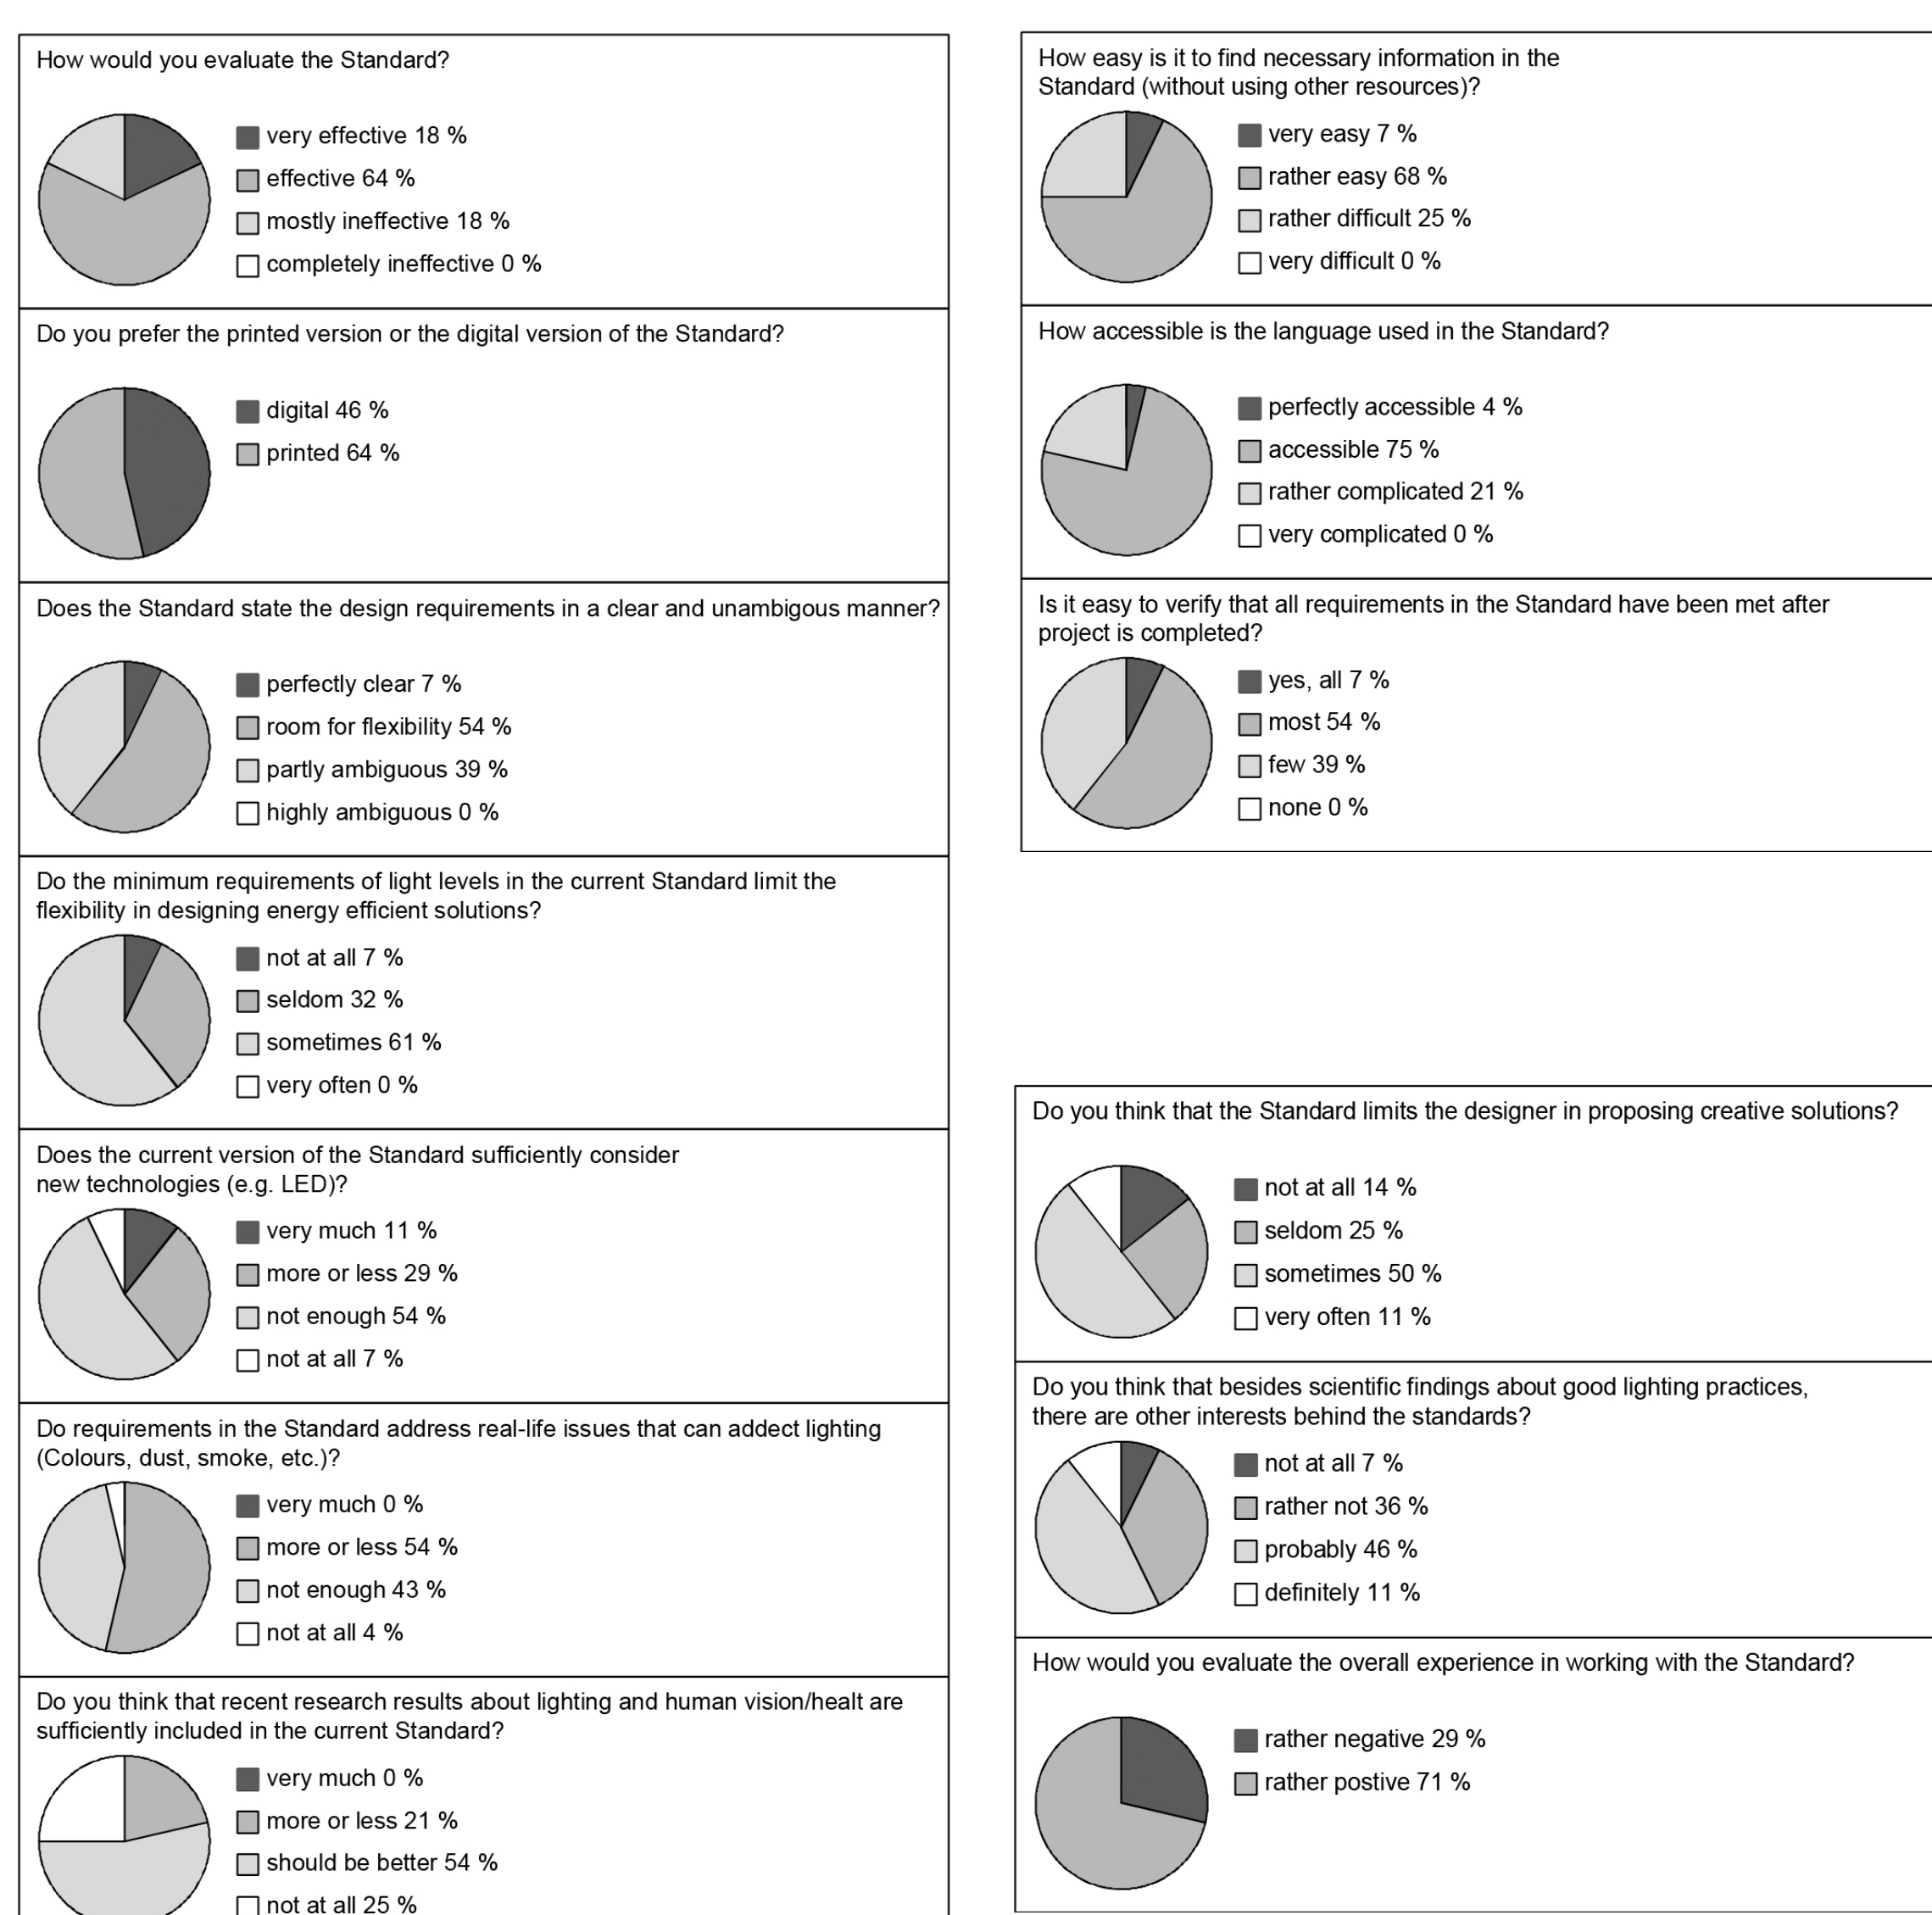 How would you evaluate the Standard?
very effective 18 %
effective 64 %
mostly ineffective 18 %
completely ineffective 0 %
Do you prefer the printed version or the digital version of the Standard?
digital 46 %
printed 64 %
Does the Standard state the design requirements in a clear and unambigous manner?
perfectly clear 7 %
room for flexibility 54 %
partly ambiguous 39 %
highly ambiguous 0 %
Do the minimum requirements of light levels in the current Standard limit the
flexibility in designing energy efficient solutions?
not at all 7 %
seldom 32 %
sometimes 61 %
very often 0 %
Does the current version of the Standard sufficiently consider
new technologies (e.g. LED)?
very much 11 %
more or less 29 %
not enough 54 %
not at all 7 %
Do requirements in the Standard address real-life issues that can addect lighting
(Colours, dust, smoke, etc.)?
very much 0 %
more or less 54 %
not enough 43 %
not at all 4 %
Do you think that recent research results about lighting and human vision/healt are
sufficiently included in the current Standard?
very much 0 %
more or less 21 %
should be better 54 %
not at all 25 %
How easy is it to find necessary information in the
Standard (without using other resources)?
very easy 7 %
rather easy 68 %
rather difficult 25 %
very difficult 0 %
How accessible is the language used in the Standard?
perfectly accessible 4 %
accessible 75 %
rather complicated 21 %
very complicated 0 %
Is it easy to verify that all requirements in the Standard have been met after
project is completed?
yes, all 7 %
most 54 %
few 39 %
none 0 %
Do you think that the Standard limits the designer in proposing creative solutions?
not at all 14 %
seldom 25 %
sometimes 50 %
very often 11 %
Do you think that besides scientific findings about good lighting practices,
there are other interests behind the standards?
not at all 7 %
rather not 36 %
probably 46 %
definitely 11 %
How would you evaluate the overall experience in working with the Standard?
rather negative 29 %
rather postive 71 %